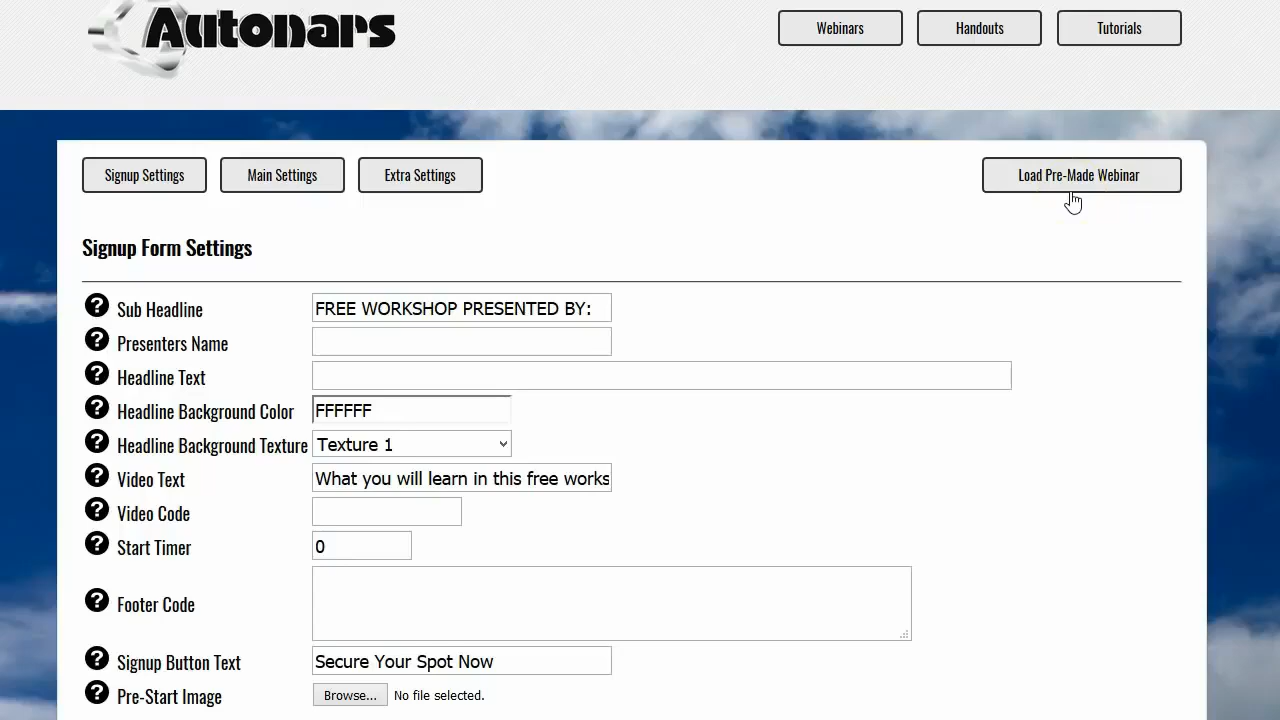 Autonars
Webinars
Handouts
Tutorials
Signup Settings
Main Settings
Extra Settings
Load Pre-Made Webinar
Signup Form Settings
? Sub Headline FREE WORKSHOP PRESENTED BY:
? Presenters Name
? Headline Text
? Headline Background Color FFFFFF
? Headline Background Texture Texture 1
? Video Text What you will learn in this free works
? Video Code
? Start Timer 0
? Footer Code
? Signup Button Text Secure Your Spot Now
? Pre-Start Image Browse... No file selected.